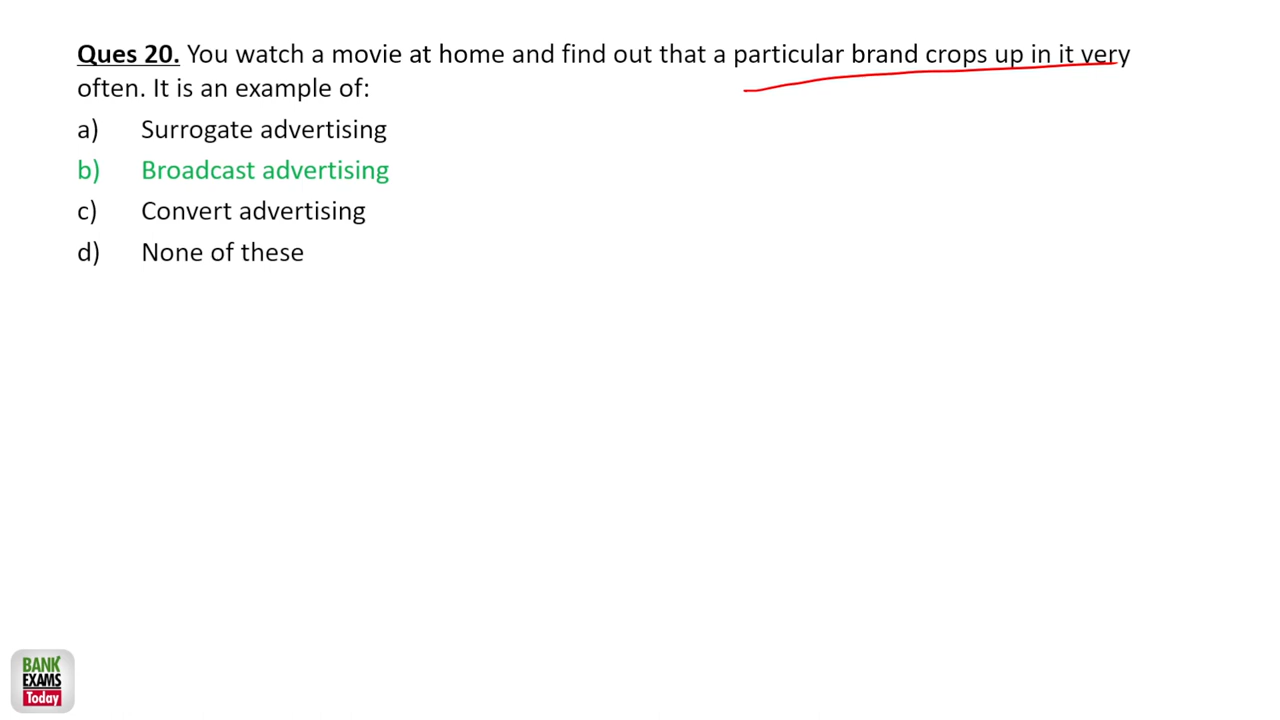 Ques 20. You watch a movie at home and find out that a particular brand crops up in it very
often. It is an example of:
a) Surrogate advertising
b) Broadcast advertising
c) Convert advertising
d) None of these
BANK
EXAMS
Today